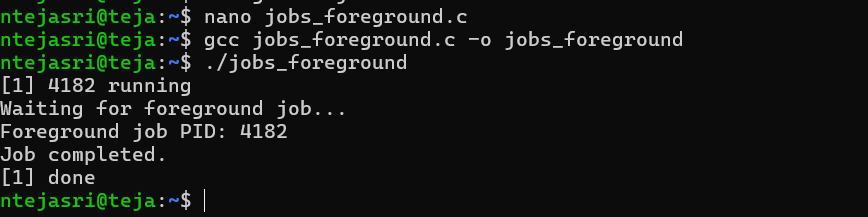 ntejasri@teja:~$ nano jobs_foreground.c
ntejasri@teja:~$ gcc jobs_foreground.c -o jobs_foreground
ntejasri@teja:~$ ./jobs_foreground
[1] 4182 running
Waiting for foreground job...
Foreground job PID: 4182
Job completed.
[1] done
ntejasri@teja:~$